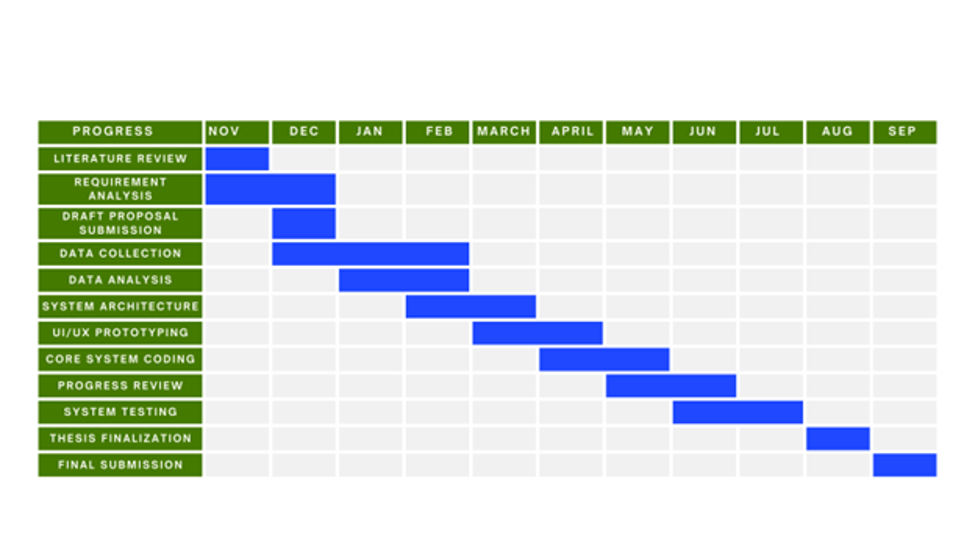 PROGRESS NOV DEC JAN FEB MARCH APRIL MAY JUN JUL AUG SEP
LITERATURE REVIEW
REQUIREMENT
ANALYSIS
DRAFT PROPOSAL
SUBMISSION
DATA COLLECTION
DATA ANALYSIS
SYSTEM ARCHITECTURE
UI/UX PROTOTYPING
CORE SYSTEM CODING
PROGRESS REVIEW
SYSTEM TESTING
THESIS FINALIZATION
FINAL SUBMISSION